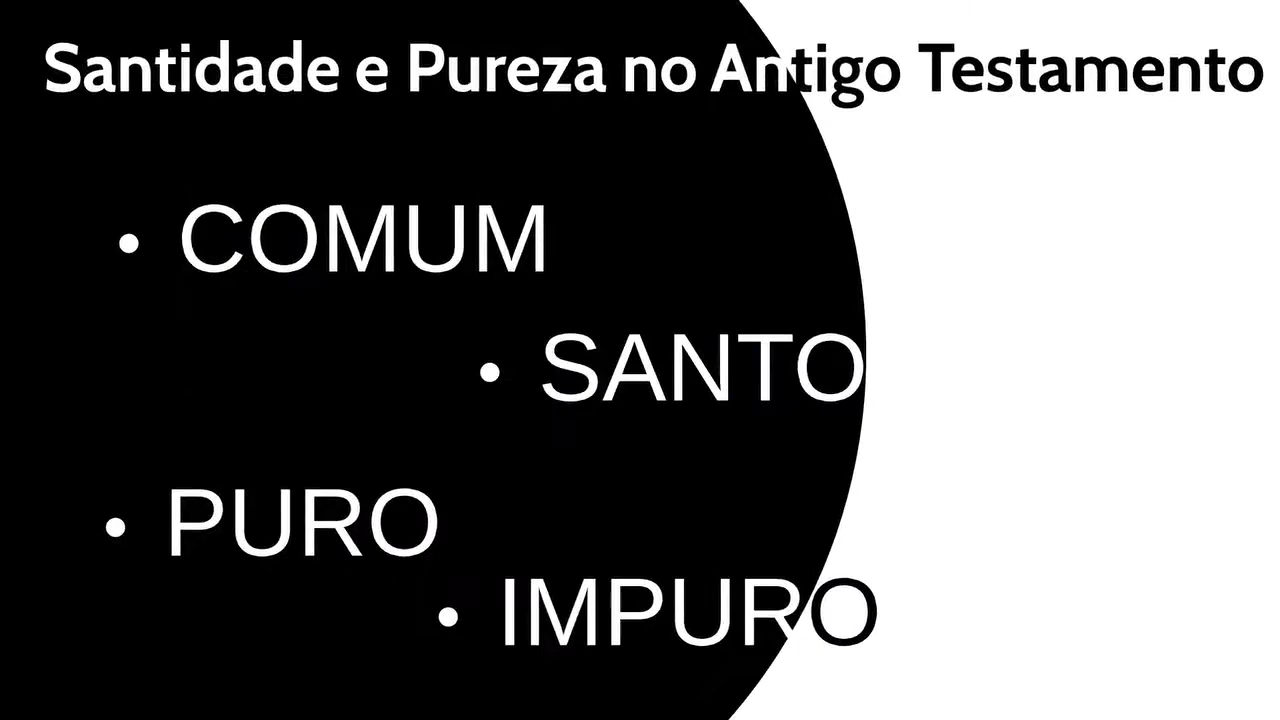 Santidade e Pureza no Antigo Testamento
• COMUM
• SANTO
• PURO
• IMPURO